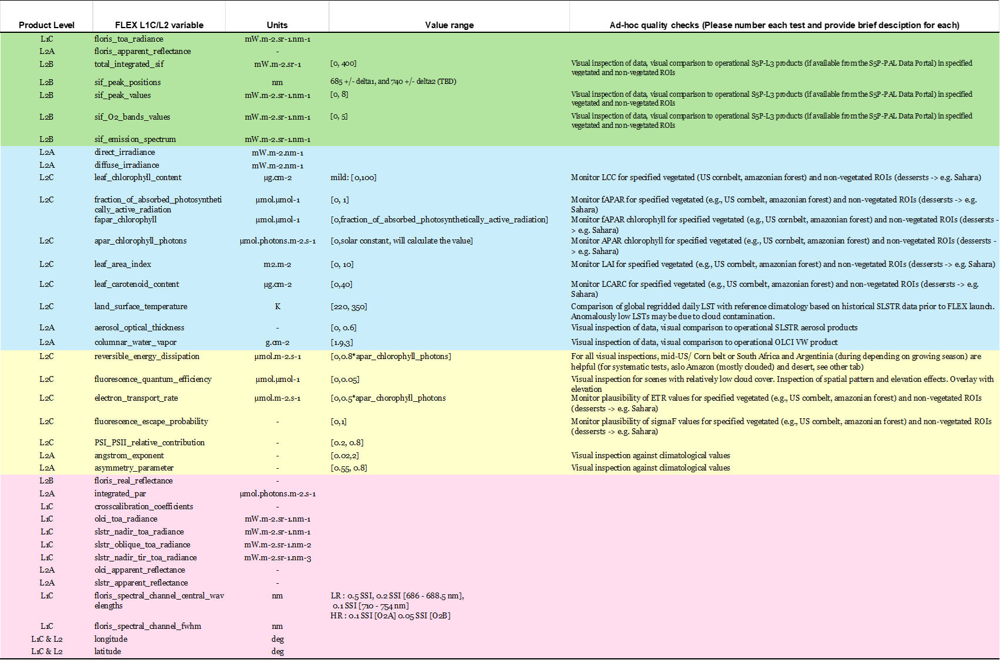 Product Level FLEX L1C/L2 variable Units Value range Ad-hoc quality checks (Please number each test and provide brief desciption for each)
L1C floris_toa_radiance mW.m-2.sr-1.nm-1
L2A floris_apparent_reflectance -
L2B total_integrated_sif mW.m-2.sr-1 [0, 400] Visual inspection of data, visual comparison to operational S5P-L3 products (if available from the S5P-PAL Data Portal) in specified
vegetated and non-vegetated ROIs
L2B sif_peak_positions nm 685 +/- delta1, and 740 +/- delta2 (TBD)
L2B sif_peak_values mW.m-2.sr-1.nm-1 [0, 8] Visual inspection of data, visual comparison to operational S5P-L3 products (if available from the S5P-PAL Data Portal) in specified
vegetated and non-vegetated ROIs
L2B sif_O2_bands_values mW.m-2.sr-1.nm-1 [0, 5] Visual inspection of data, visual comparison to operational S5P-L3 products (if available from the S5P-PAL Data Portal) in specified
vegetated and non-vegetated ROIs
L2B sif_emission_spectrum mW.m-2.sr-1.nm-1
L2A direct_irradiance mW.m-2.nm-1
L2A diffuse_irradiance mW.m-2.nm-1
L2C leaf_chlorophyll_content µg.cm-2 mild: [0,100] Monitor LCC for specified vegetated (US cornbelt, amazonian forest) and non-vegetated ROIs (dessersts -> e.g. Sahara)
L2C fraction_of_absorbed_photosyntheti µmol.µmol-1 [0, 1] Monitor fAPAR for specified vegetated (e.g., US cornbelt, amazonian forest) and non-vegetated ROIs (dessersts -> e.g.
cally_active_radiation Sahara)
fapar_chlorophyll µmol.µmol-1 [0,fraction_of_absorbed_photosynthetically_active_radiation] Monitor fAPAR chlorophyll for specified vegetated (e.g., US cornbelt, amazonian forest) and non-vegetated ROIs (dessersts -
> e.g. Sahara)
L2C apar_chlorophyll_photons µmol.photons.m-2.s-1 [0,solar constant, will calculate the value] Monitor APAR chlorophyll for specified vegetated (e.g., US cornbelt, amazonian forest) and non-vegetated ROIs (dessersts -
> e.g. Sahara)
L2C leaf_area_index m2.m-2 [0, 10] Monitor LAI for specified vegetated (e.g., US cornbelt, amazonian forest) and non-vegetated ROIs (dessersts -> e.g. Sahara)
L2C leaf_carotenoid_content µg.cm-2 [0,40] Monitor LCARC for specified vegetated (e.g., US cornbelt, amazonian forest) and non-vegetated ROIs (dessersts -> e.g.
Sahara)
L2C land_surface_temperature K [220, 350] Comparison of global regridded daily LST with reference climatology based on historical SLSTR data prior to FLEX launch.
Anomalously low LSTs may be due to cloud contamination.
L2A aerosol_optical_thickness - [0, 0.6] Visual inspection of data, visual comparison to operational SLSTR aerosol products
L2A columnar_water_vapor g.cm-2 [1.9,3] Visual inspection of data, visual comparison to operational OLCI VW product
L2C reversible_energy_dissipation µmol.m-2.s-1 [0,0.8*apar_chlorophyll_photons] For all visual inspections, mid-US/ Corn belt or South Africa and Argentinia (during depending on growing season) are
helpful (for systematic tests, aslo Amazon (mostly clouded) and desert, see other tab)
L2C fluorescence_quantum_efficiency µmol.µmol-1 [0,0.05] Visual inspection for scenes with relatively low cloud cover. Inspection of spatial pattern and elevation effects. Overlay with
elevation
L2C electron_transport_rate µmol.m-2.s-1 [0,0.5*apar_chorophyll_photons Monitor plausibility of ETR values for specified vegetated (e.g., US cornbelt, amazonian forest) and non-vegetated ROIs
(dessersts -> e.g. Sahara)
L2C fluorescence_escape_probability - [0,1] Monitor plausibility of sigmaF values for specified vegetated (e.g., US cornbelt, amazonian forest) and non-vegetated ROIs
(dessersts -> e.g. Sahara)
L2C PSI_PSII_relative_contribution - [0.2, 0.8]
L2A angstrom_exponent - [0.02,2] Visual inspection against climatological values
L2A asymmetry_parameter - [0.55, 0.8] Visual inspection against climatological values
L2B floris_real_reflectance -
L2A integrated_par µmol.photons.m-2.s-1
L1C crosscalibration_coefficients -
L1C olci_toa_radiance mW.m-2.sr-1.nm-1
L1C slstr_nadir_toa_radiance mW.m-2.sr-1.nm-1
L1C slstr_oblique_toa_radiance mW.m-2.sr-1.nm-2
L1C slstr_nadir_tir_toa_radiance mW.m-2.sr-1.nm-3
L2A olci_apparent_reflectance -
L2A slstr_apparent_reflectance -
L1C floris_spectral_channel_central_wav nm LR : 0.5 SSI, 0.2 SSI [686 - 688.5 nm],
elengths 0.1 SSI [710 - 754 nm]
HR : 0.1 SSI [O2A] 0.05 SSI [O2B]
L1C floris_spectral_channel_fwhm nm
L1C & L2 longitude deg
L1C & L2 latitude deg